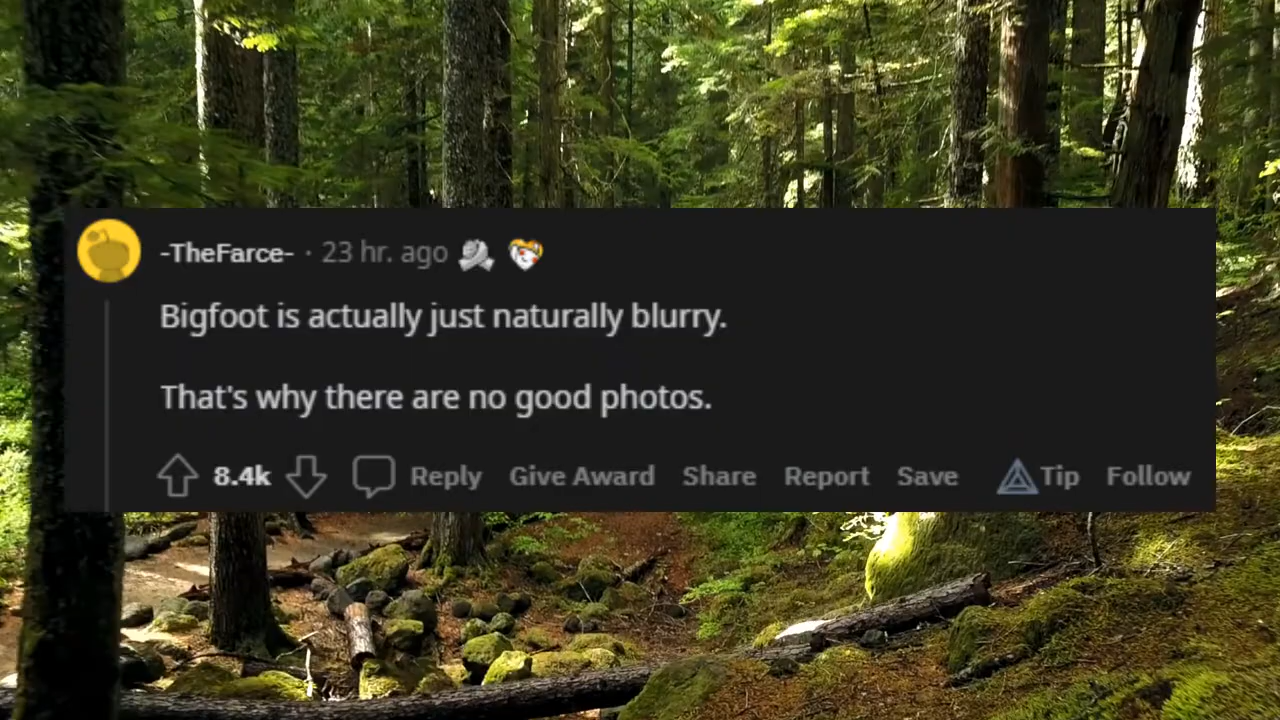 -TheFarce- · 23 hr. ago
Bigfoot is actually just naturally blurry.
That's why there are no good photos.
8.4k Reply Give Award Share Report Save Tip Follow